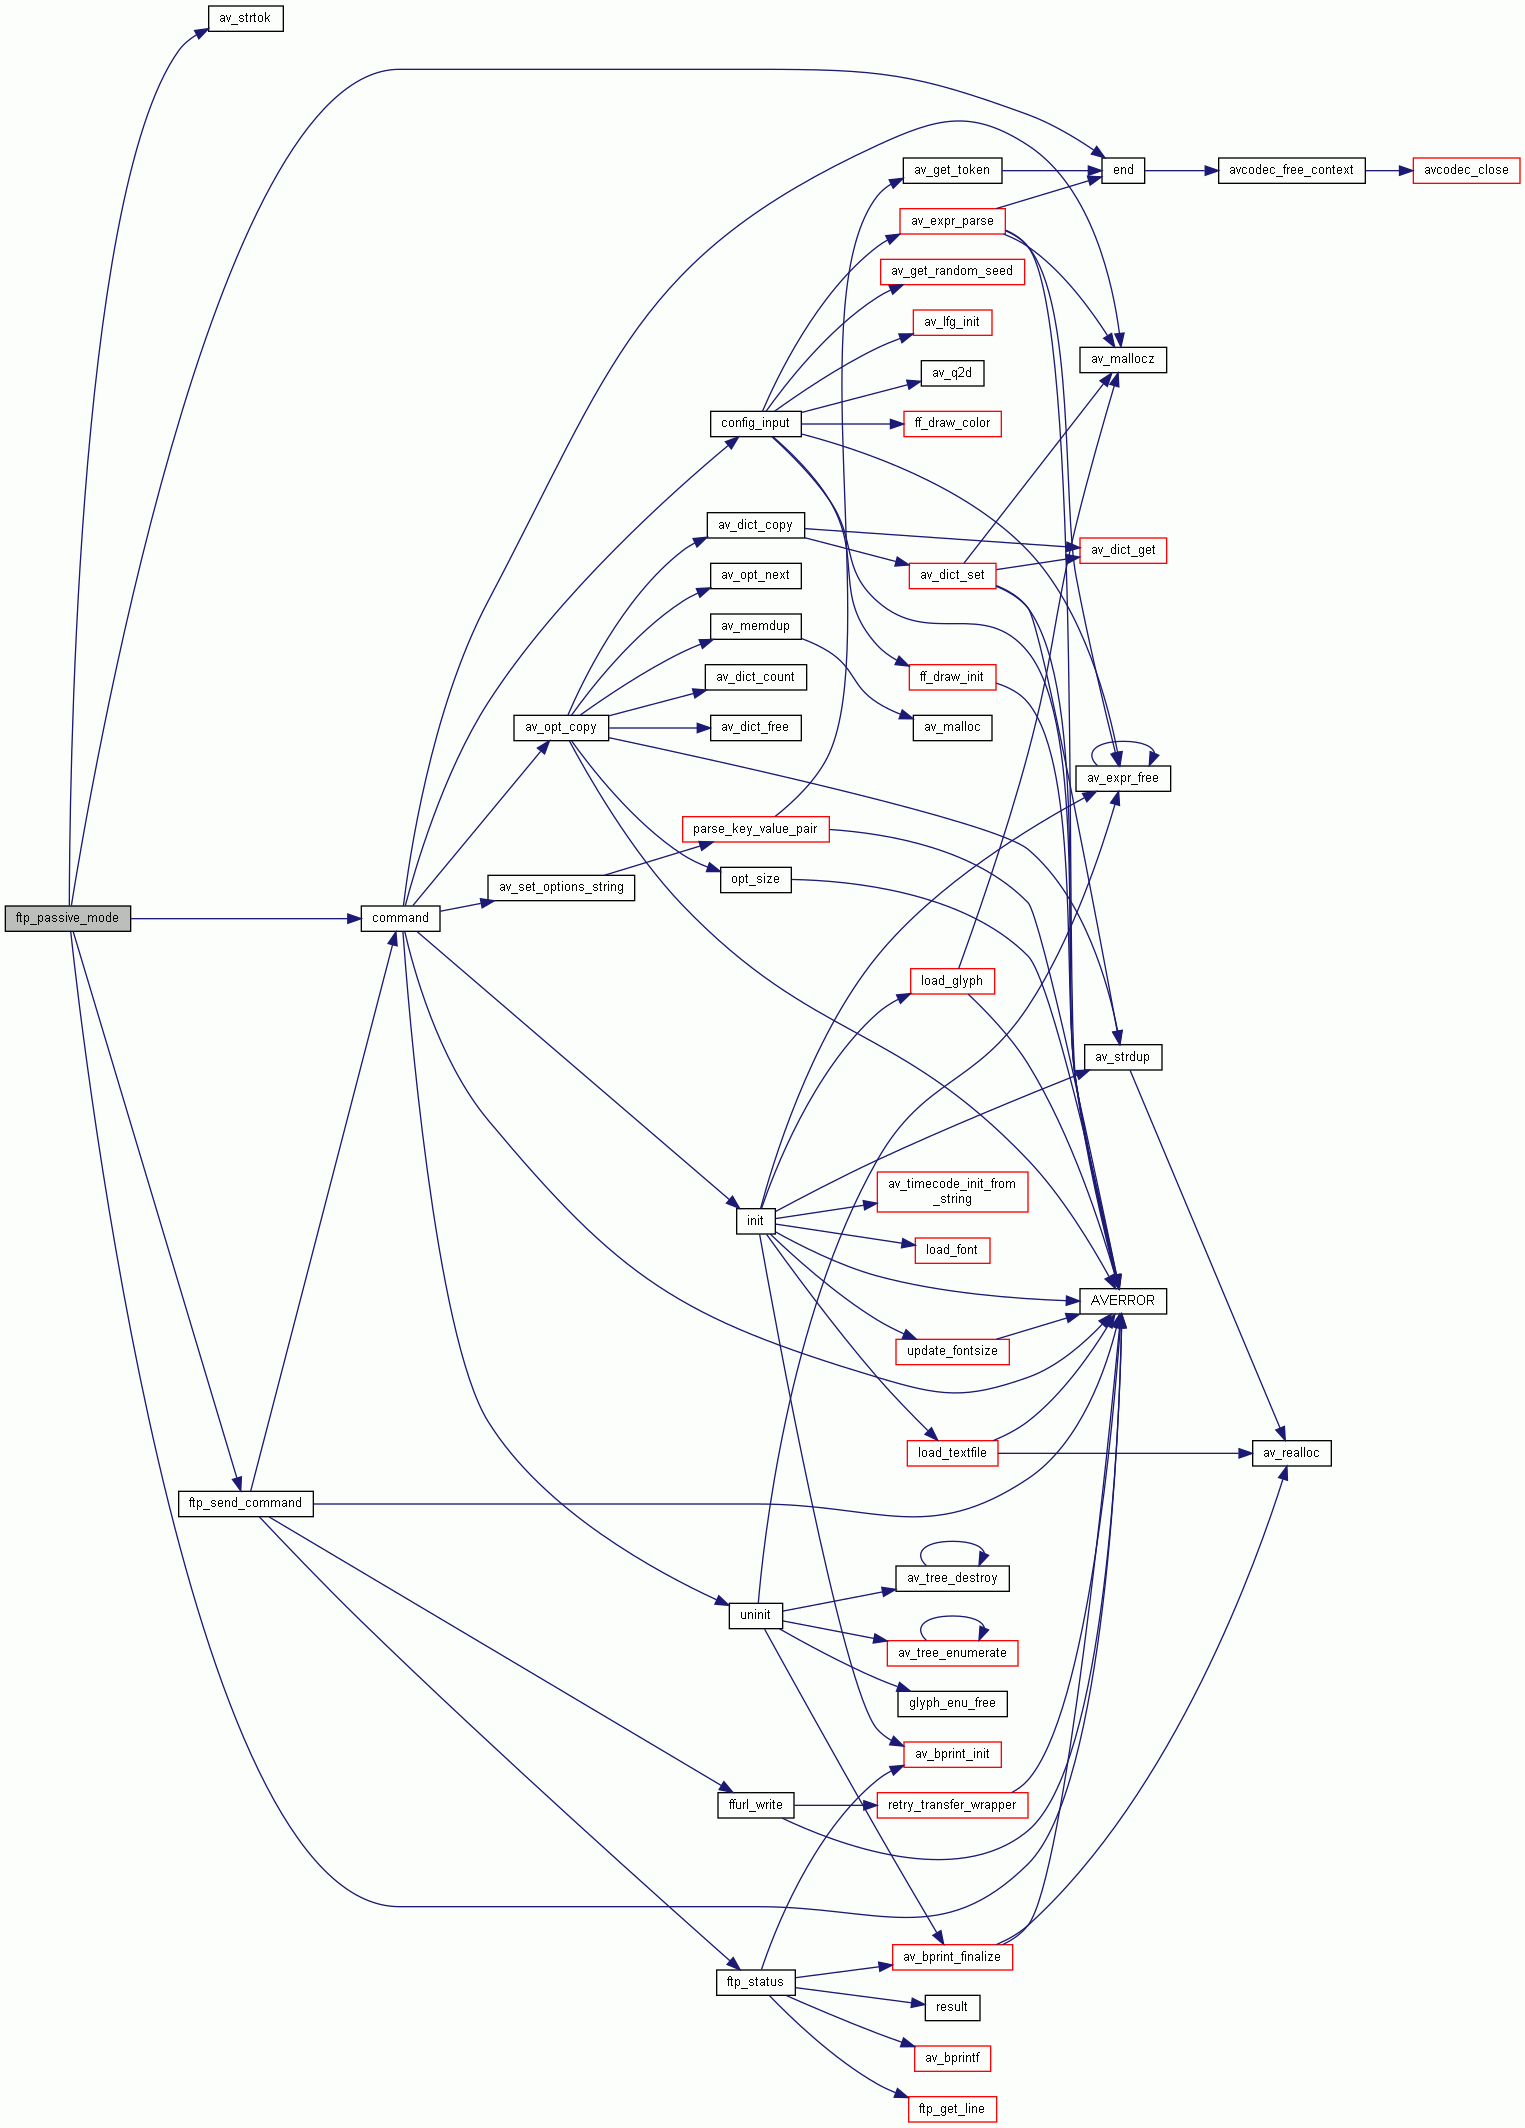 av_strtok
end
av_get_token
avcodec_free_context
avcodec_close
av_expr_parse
av_get_random_seed
av_lfg_init
av_mallocz
av_q2d
config_input
ff_draw_color
av_dict_copy
av_dict_get
av_opt_next
av_dict_set
av_memdup
av_dict_count
ff_draw_init
av_opt_copy
av_dict_free
av_malloc
av_expr_free
parse_key_value_pair
opt_size
av_set_options_string
ftp_passive_mode
command
load_glyph
av_strdup
av_timecode_init_from
_string
init
load_font
AVERROR
update_fontsize
load_textfile
av_realloc
ftp_send_command
av_tree_destroy
uninit
av_tree_enumerate
glyph_enu_free
av_bprint_init
ffurl_write
retry_transfer_wrapper
av_bprint_finalize
ftp_status
result
av_bprintf
ftp_get_line